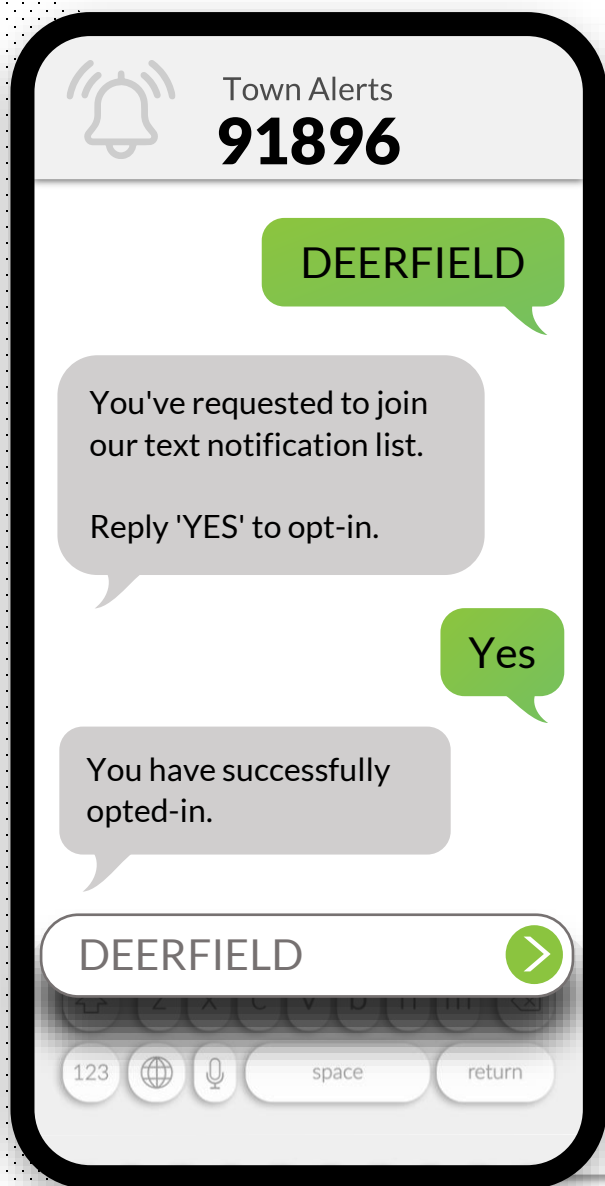 Town Alerts
91896
DEERFIELD
You've requested to join
our text notification list.
Reply 'YES' to opt-in.
Yes
You have successfully
opted-in.
DEERFIELD
z x c v b n m
123 space return